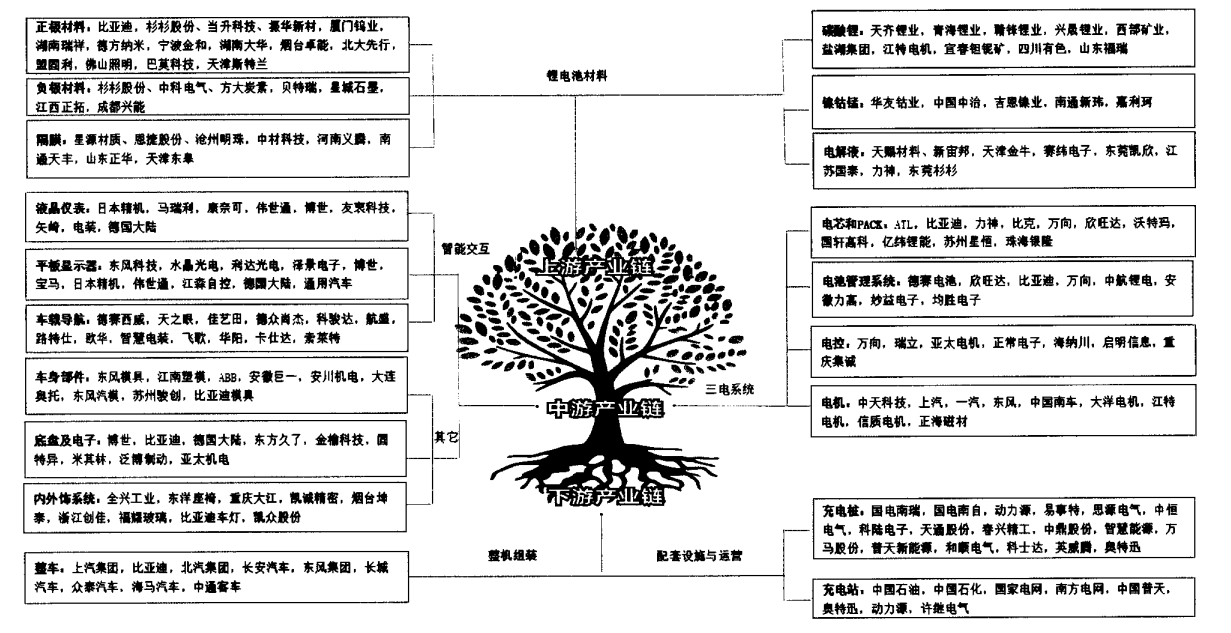 正极材料：比亚迪，杉杉股份、当升科技、振华新材，厦门钨业，
湖南瑞祥，德方纳米，宁波金和，湖南大华，烟台卓能，北大先行，
盟固利，佛山照明，巴莫科技，天津斯特兰
负极材料：杉杉股份、中科电气、方大炭素，贝特瑞，星城石墨，
江西正拓，成都兴能
隔膜：星源材质、恩捷股份、沧州明珠，中材科技，河南义腾，南
通天丰，山东正华，天津东皋
锂电池材料
碳酸锂：天齐锂业，青海锂业，赣锋锂业，兴晟锂业，西部矿业，
盐湖集团，江特电机，宜春钽铌矿，四川有色，山东福瑞
镍钴锰：华友钴业，中国中冶，吉恩镍业，南通新玮，嘉利珂
电解液：天赐材料、新宙邦，天津金牛，赛纬电子，东莞凯欣，江
苏国泰，力神，东莞杉杉
液晶仪表：日本精机，马瑞利，康奈可，伟世通，博世，友衷科技，
矢崎，电装，德国大陆
平板显示器：东风科技，水晶光电，利达光电，泽景电子，博世，
宝马，日本精机，伟世通，江森自控，德国大陆，通用汽车
车载导航：德赛西威，天之眼，佳艺田，德众尚杰，科骏达，航盛，
路特仕，欧华，智慧电装，飞歌，华阳，卡仕达，索莱特
智能交互
上游产业链
电芯和PACK：ATL，比亚迪，力神，比克，万向，欣旺达，沃特玛，
国轩高科，亿纬锂能，苏州星恒，珠海银隆
电池管理系统：德赛电池，欣旺达，比亚迪，万向，中航锂电，安
徽力高，妙益电子，均胜电子
电控：万向，瑞立，亚太电机，正常电子，海纳川，启明信息，重
庆集诚
电机：中天科技，上汽，一汽，东风，中国南车，大洋电机，江特
电机，信质电机，正海磁材
三电系统
中游产业链
车身部件：东风模具，江南塑模，ABB，安徽巨一，安川机电，大连
奥托，东风汽模，苏州骏创，比亚迪模具
底盘及电子：博世，比亚迪，德国大陆，东方久了，金榆科技，固
特异，米其林，泛博制动，亚太机电
内外饰系统：全兴工业，东洋座椅，重庆大江，凯诚精密，烟台坤
泰，浙江创佳，福耀玻璃，比亚迪车灯，凯众股份
其它
下游产业链
整机组装
配套设施与运营
整车：上汽集团，比亚迪，北汽集团，长安汽车，东风集团，长城
汽车，众泰汽车，海马汽车，中通客车
充电桩：国电南瑞，国电南自，动力源，易事特，思源电气，中恒
电气，科陆电子，天通股份，春兴精工，中鼎股份，智慧能源，万
马股份，普天新能源，和顺电气，科士达，英威腾，奥特迅
充电站：中国石油，中国石化，国家电网，南方电网，中国普天，
奥特迅，动力源，许继电气